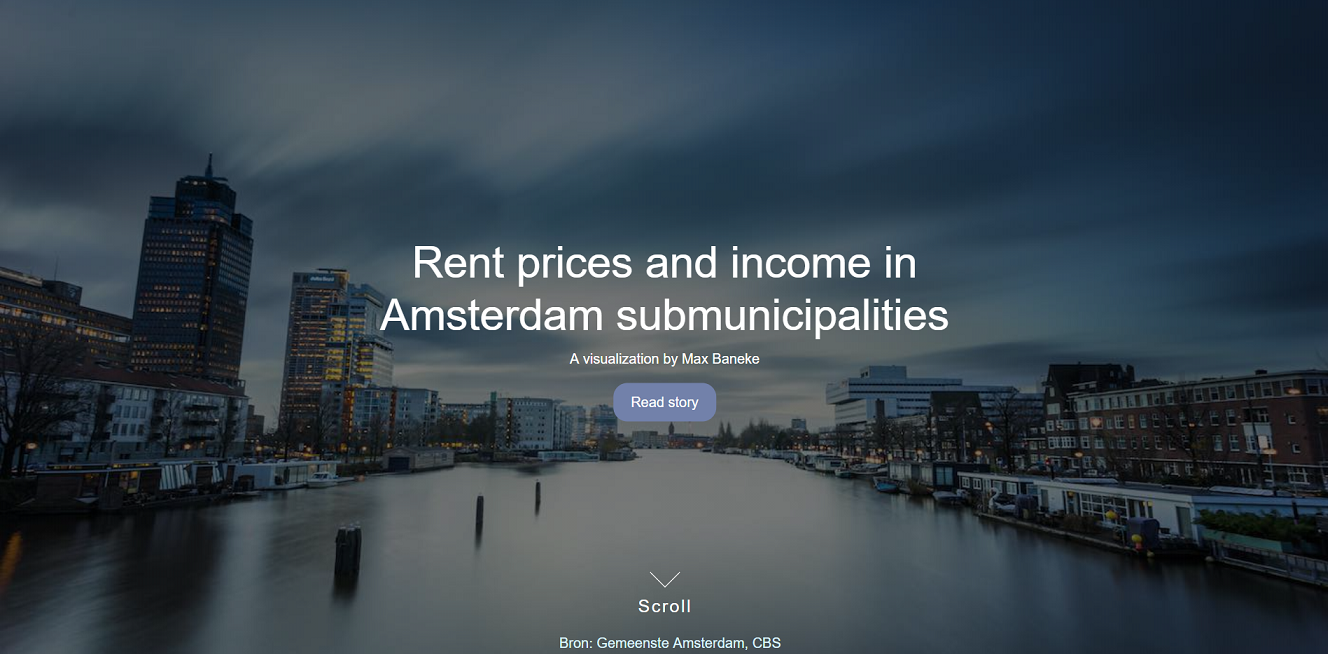 Rent prices and income in
Amsterdam submunicipalities
A visualization by Max Baneke
Read story
Scroll
Bron: Gemeenste Amsterdam, CBS